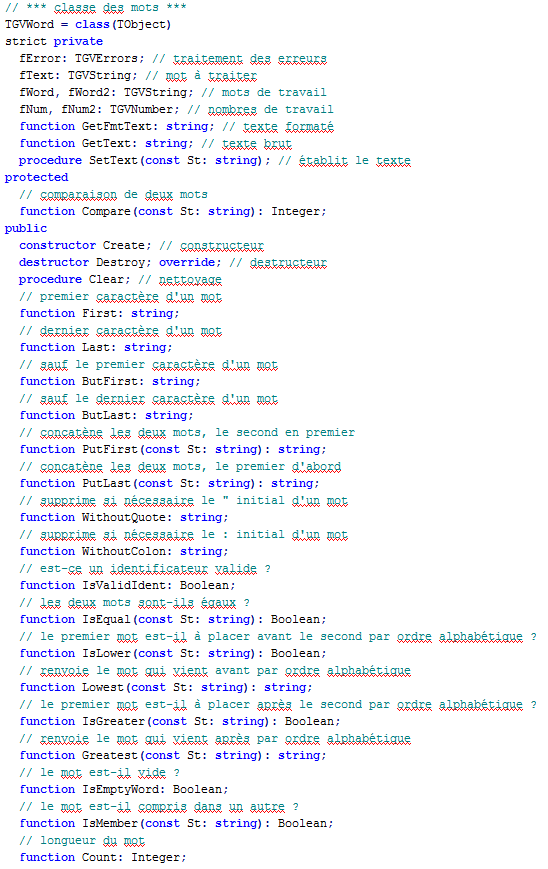 // *** classe des mots ***
TGVWord = class(TObject)
strict private
fError: TGVErrors; // traitement des erreurs
fText: TGVString; // mot à traiter
fWord, fWord2: TGVString; // mots de travail
fNum, fNum2: TGVNumber; // nombres de travail
function GetFmtText: string; // texte formaté
function GetText: string; // texte brut
procedure SetText(const St: string); // établit le texte
protected
// comparaison de deux mots
function Compare(const St: string): Integer;
public
constructor Create; // constructeur
destructor Destroy; override; // destructeur
procedure Clear; // nettoyage
// premier caractère d'un mot
function First: string;
// dernier caractère d'un mot
function Last: string;
// sauf le premier caractère d'un mot
function ButFirst: string;
// sauf le dernier caractère d'un mot
function ButLast: string;
// concatène les deux mots, le second en premier
function PutFirst(const St: string): string;
// concatène les deux mots, le premier d'abord
function PutLast(const St: string): string;
// supprime si nécessaire le " initial d'un mot
function WithoutQuote: string;
// supprime si nécessaire le : initial d'un mot
function WithoutColon: string;
// est-ce un identificateur valide ?
function IsValidIdent: Boolean;
// les deux mots sont-ils égaux ?
function IsEqual(const St: string): Boolean;
// le premier mot est-il à placer avant le second par ordre alphabétique ?
function IsLower(const St: string): Boolean;
// renvoie le mot qui vient avant par ordre alphabétique
function Lowest(const St: string): string;
// le premier mot est-il à placer après le second par ordre alphabétique ?
function IsGreater(const St: string): Boolean;
// renvoie le mot qui vient après par ordre alphabétique
function Greatest(const St: string): string;
// le mot est-il vide ?
function IsEmptyWord: Boolean;
// le mot est-il compris dans un autre ?
function IsMember(const St: string): Boolean;
// longueur du mot
function Count: Integer;